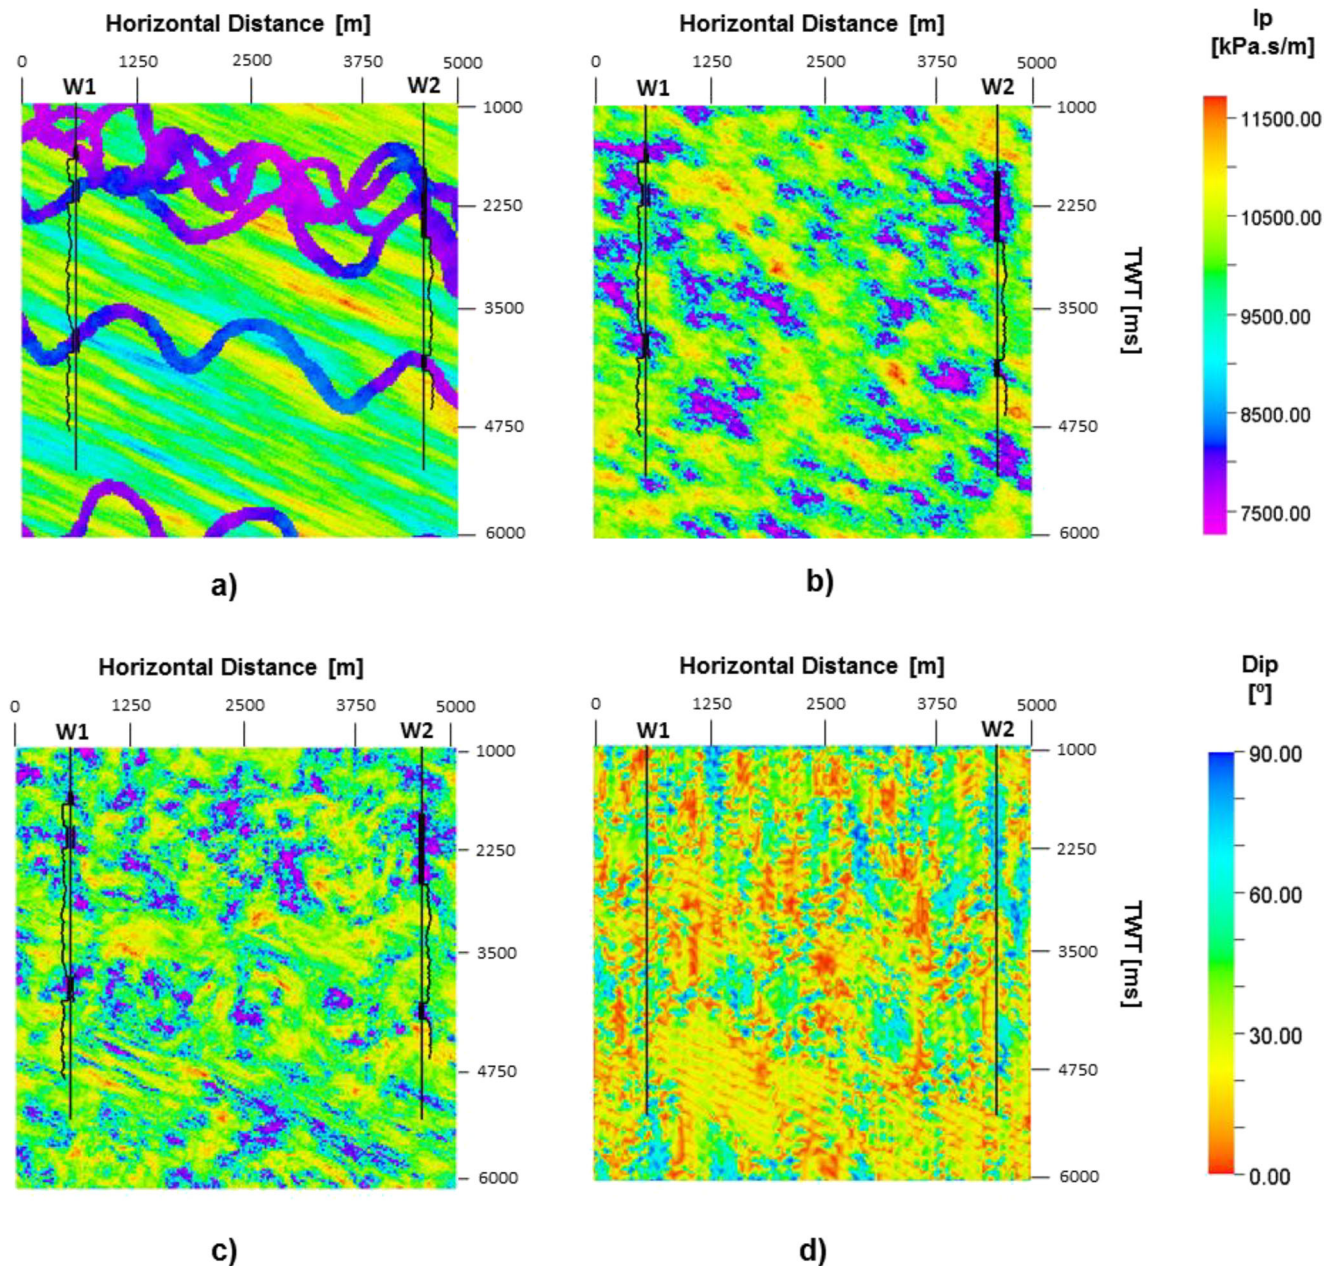 Horizontal Distance [m]
0 1250 2500 3750 5000
W1 W2
1000
2250
3500
4750
6000
a)
Horizontal Distance [m]
0 1250 2500 3750 5000
W1 W2
1000
2250
3500
4750
6000
TWT [ms]
b)
Ip
[kPa.s/m]
11500.00
10500.00
9500.00
8500.00
7500.00
Horizontal Distance [m]
0 1250 2500 3750 5000
W1 W2
1000
2250
3500
4750
6000
c)
Horizontal Distance [m]
0 1250 2500 3750 5000
W1 W2
1000
2250
3500
4750
6000
TWT [ms]
d)
Dip
[º]
90.00
60.00
30.00
0.00